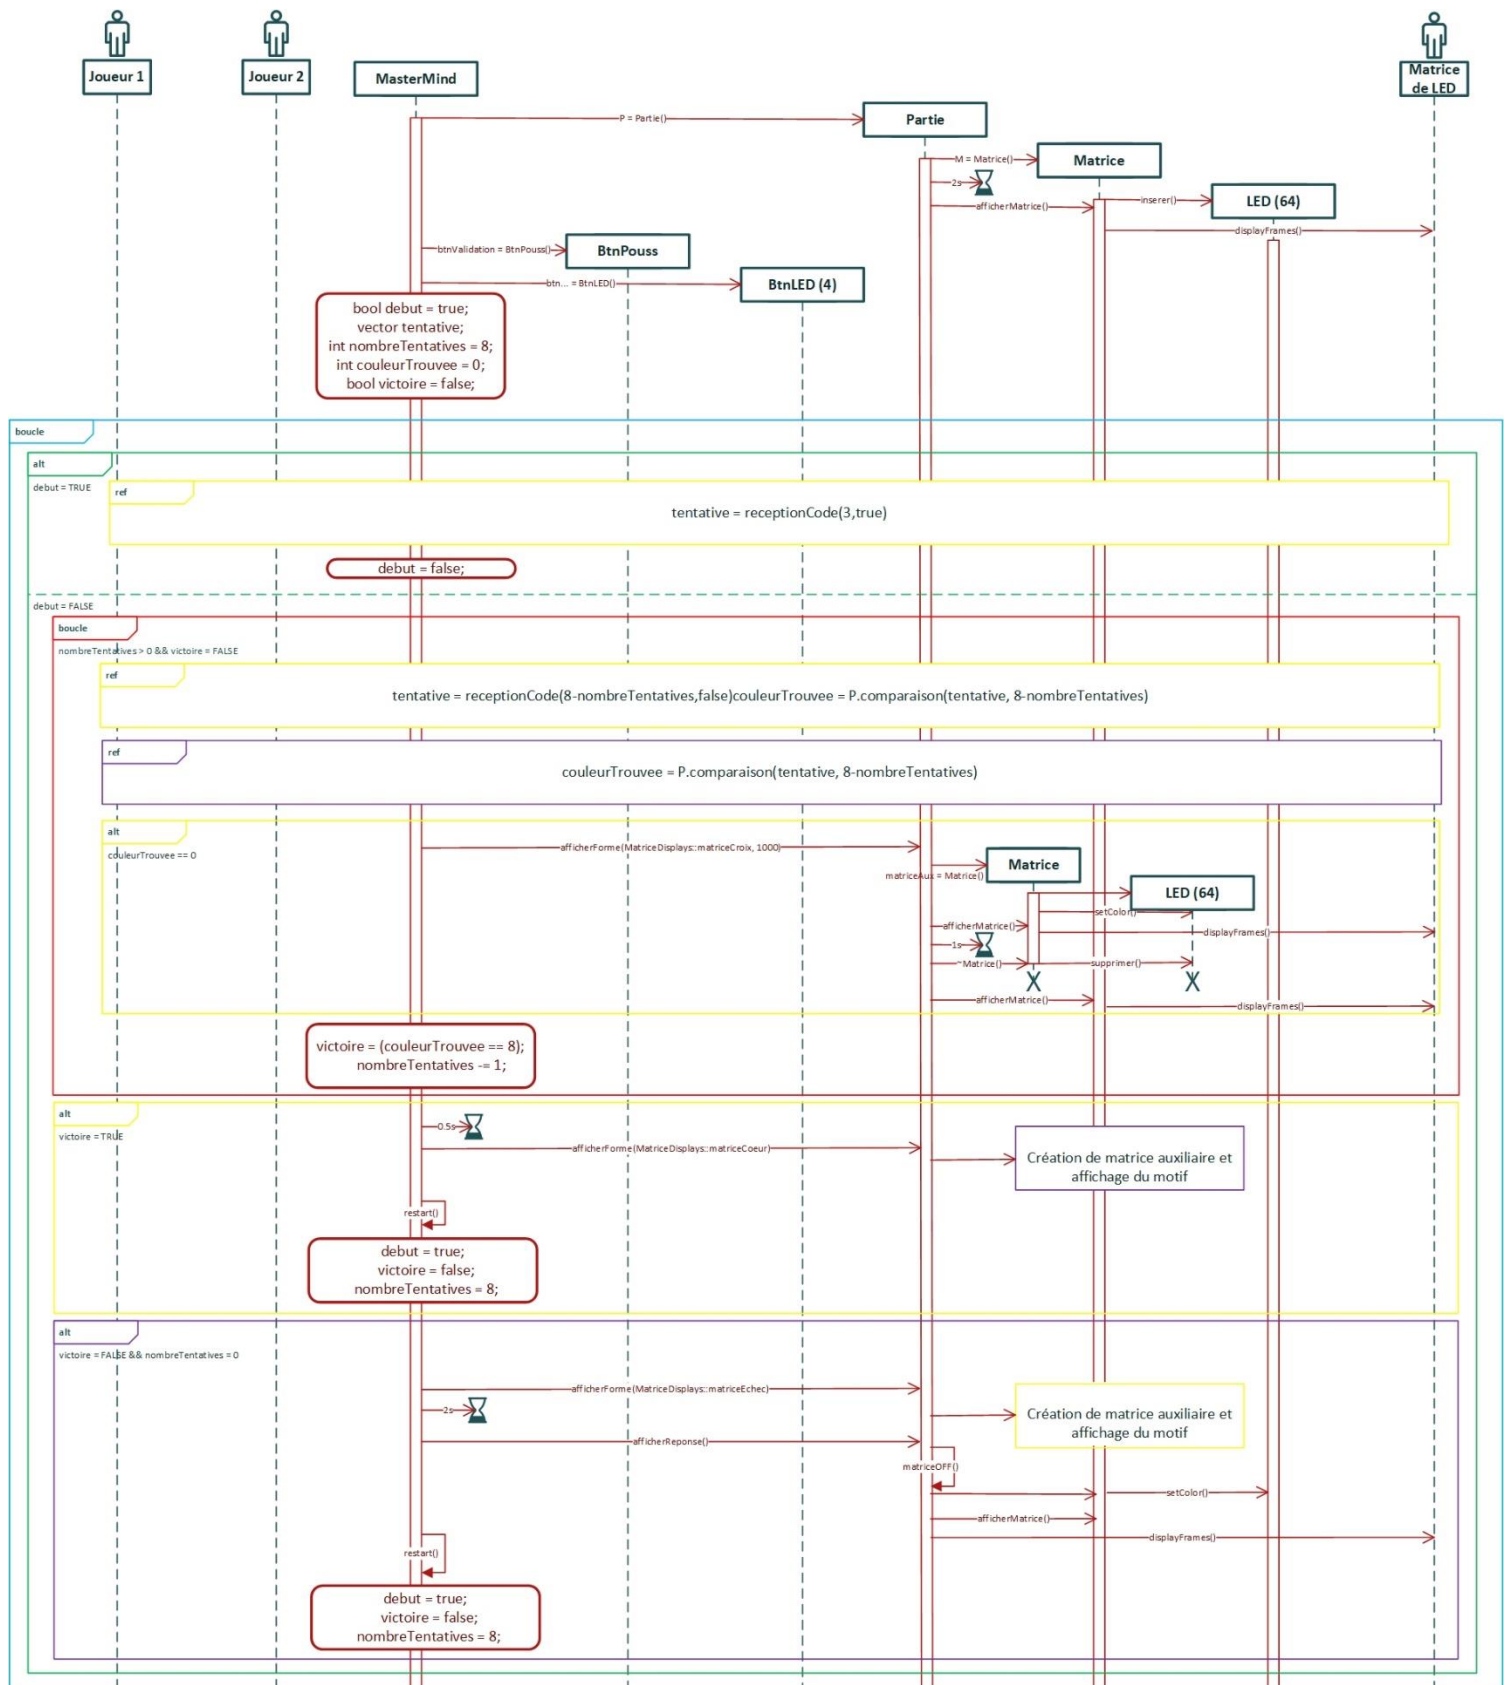 Joueur 1
Joueur 2
MasterMind
Matrice
de LED
P = Partie()
Partie
M = Matrice()
Matrice
2s
afficherMatrice()
inserer()
LED (64)
displayFrames()
btnValidation = BtnPouss()
BtnPouss
btn... = BtnLED()
BtnLED (4)
bool debut = true;
vector tentative;
int nombreTentatives = 8;
int couleurTrouvee = 0;
bool victoire = false;
boucle
alt
debut = TRUE
ref
tentative = receptionCode(3,true)
debut = false;
debut = FALSE
boucle
nombreTentatives > 0 && victoire = FALSE
ref
tentative = receptionCode(8-nombreTentatives,false)couleurTrouvee = P.comparaison(tentative, 8-nombreTentatives)
ref
couleurTrouvee = P.comparaison(tentative, 8-nombreTentatives)
alt
couleurTrouvee == 0
afficherForme(MatriceDisplays::matriceCroix, 1000)
matriceAux = Matrice()
Matrice
LED (64)
setColor()
afficherMatrice()
displayFrames()
1s
~Matrice()
supprimer()
X
X
afficherMatrice()
displayFrames()
victoire = (couleurTrouvee == 8);
nombreTentatives -= 1;
alt
victoire = TRUE
0.5s
afficherForme(MatriceDisplays::matriceCoeur)
Création de matrice auxiliaire et
affichage du motif
restart()
debut = true;
victoire = false;
nombreTentatives = 8;
alt
victoire = FALSE && nombreTentatives = 0
afficherForme(MatriceDisplays::matriceEchec)
2s
Création de matrice auxiliaire et
affichage du motif
afficherReponse()
matriceOFF()
setColor()
afficherMatrice()
displayFrames()
restart()
debut = true;
victoire = false;
nombreTentatives = 8;